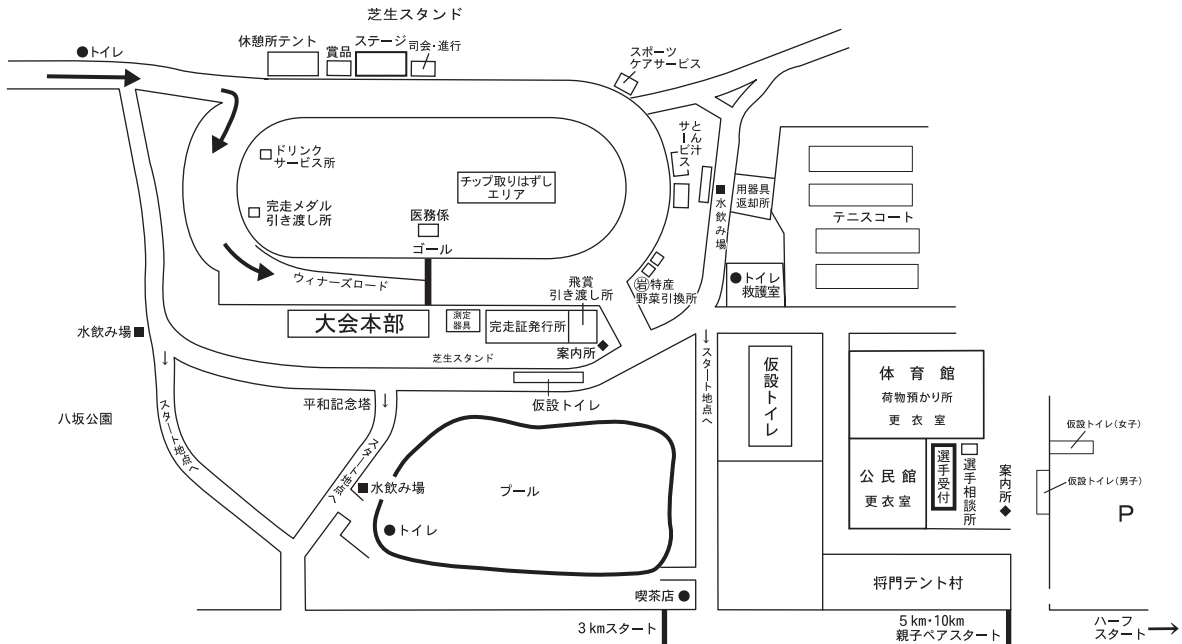 芝生スタンド
●トイレ
休憩所テント
賞品
ステージ
司会・進行
スポーツ
ケアサービス
ドリンク
サービス所
チップ取りはずし
エリア
とん汁
サービス
完走メダル
引き渡し所
医務係
ゴール
ウィナーズロード
■水飲み場
用器具
返却所
テニスコート
●トイレ
救護室
飛賞
引き渡し所
㊞特産
野菜引換所
大会本部
測定
器具
完走証発行所
案内所◆
水飲み場■
芝生スタンド
仮設トイレ
平和記念塔
↓スタート地点へ
↓
スタート地点へ
↓
スタート地点へ
仮設トイレ
八坂公園
体育館
荷物預かり所
更衣室
公民館
更衣室
選手受付
選手相談所
案内所◆
仮設トイレ(女子)
仮設トイレ(男子)
P
■水飲み場
プール
●トイレ
喫茶店●
将門テント村
3kmスタート
5km・10km
親子ペアスタート
ハーフ
スタート